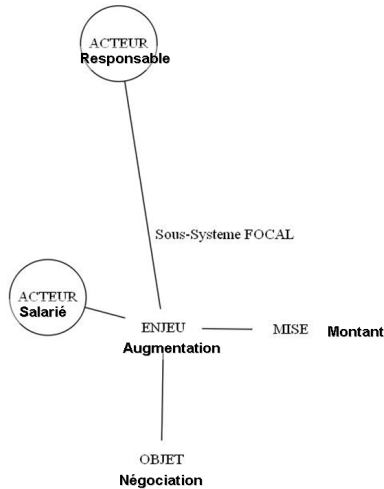 ACTEUR
Responsable
Sous-Systeme FOCAL
ACTEUR
Salarié
ENJEU
MISE
Montant
Augmentation
OBJET
Négociation